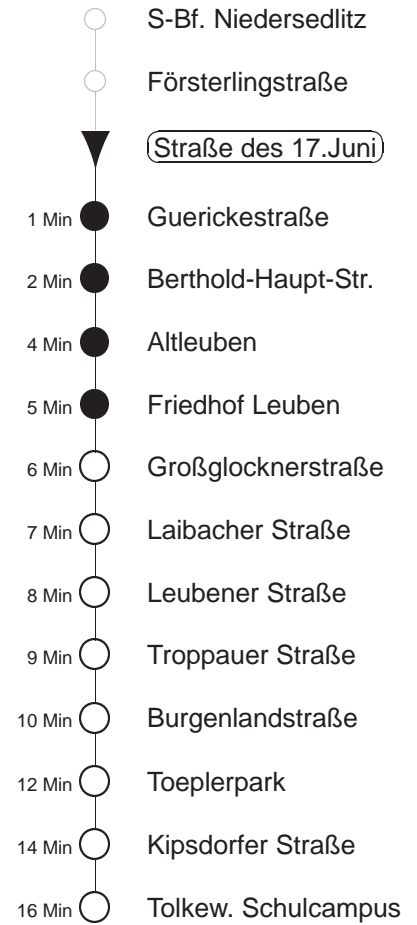 S-Bf. Niedersedlitz
Försterlingstraße
Straße des 17.Juni
1 Min Guerickestraße
2 Min Berthold-Haupt-Str.
4 Min Altleuben
5 Min Friedhof Leuben
6 Min Großglocknerstraße
7 Min Laibacher Straße
8 Min Leubener Straße
9 Min Troppauer Straße
10 Min Burgenlandstraße
12 Min Toeplerpark
14 Min Kipsdorfer Straße
16 Min Tolkew. Schulcampus